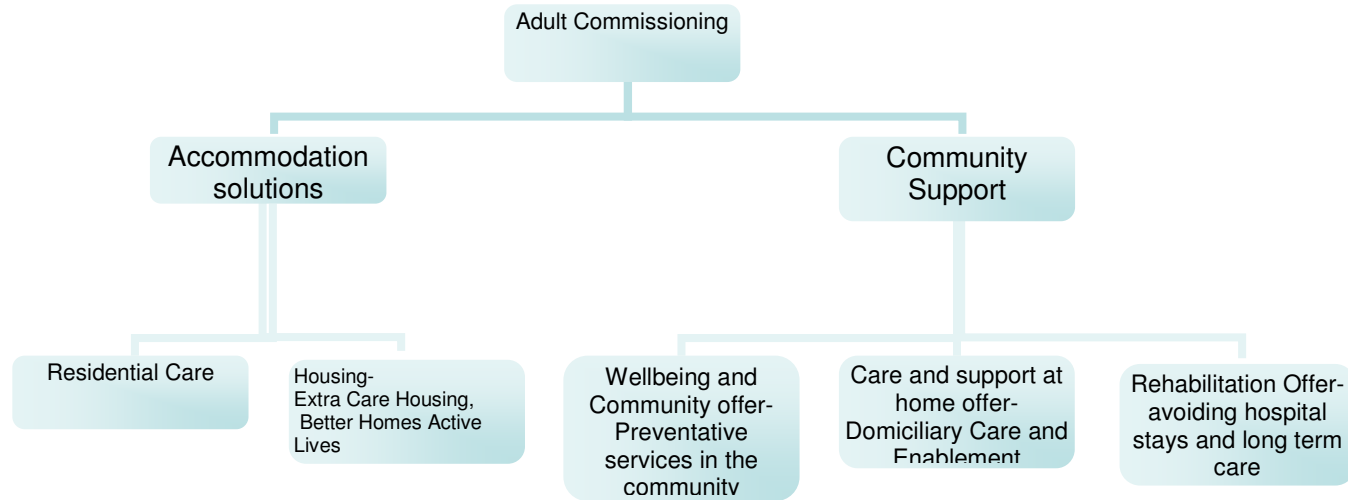 Adult Commissioning
Accommodation
solutions
Community
Support
Residential Care
Housing-
Extra Care Housing,
Better Homes Active
Lives
Wellbeing and
Community offer-
Preventative
services in the
community
Care and support at
home offer-
Domiciliary Care and
Enablement
Rehabilitation Offer-
avoiding hospital
stays and long term
care